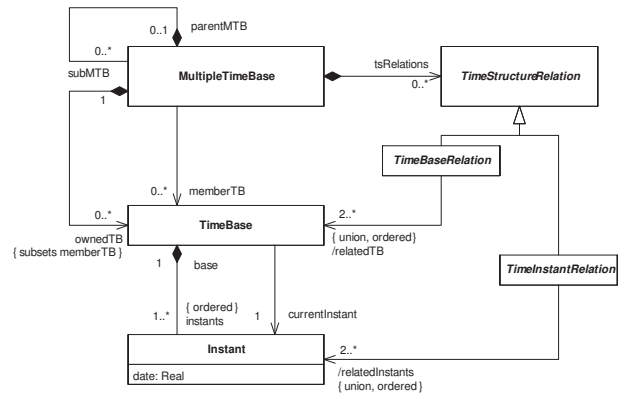 0..1
parentMTB
0..*
subMTB
MultipleTimeBase
tsRelations
0..*
TimeStructureRelation
1
TimeBaseRelation
0..*
memberTB
0..*
ownedTB
{ subsets memberTB }
TimeBase
2..*
{ union, ordered }
/relatedTB
1
base
TimeInstantRelation
{ ordered }
1..*
instants
1
currentInstant
Instant
date: Real
2..*
/relatedInstants
{ union, ordered }